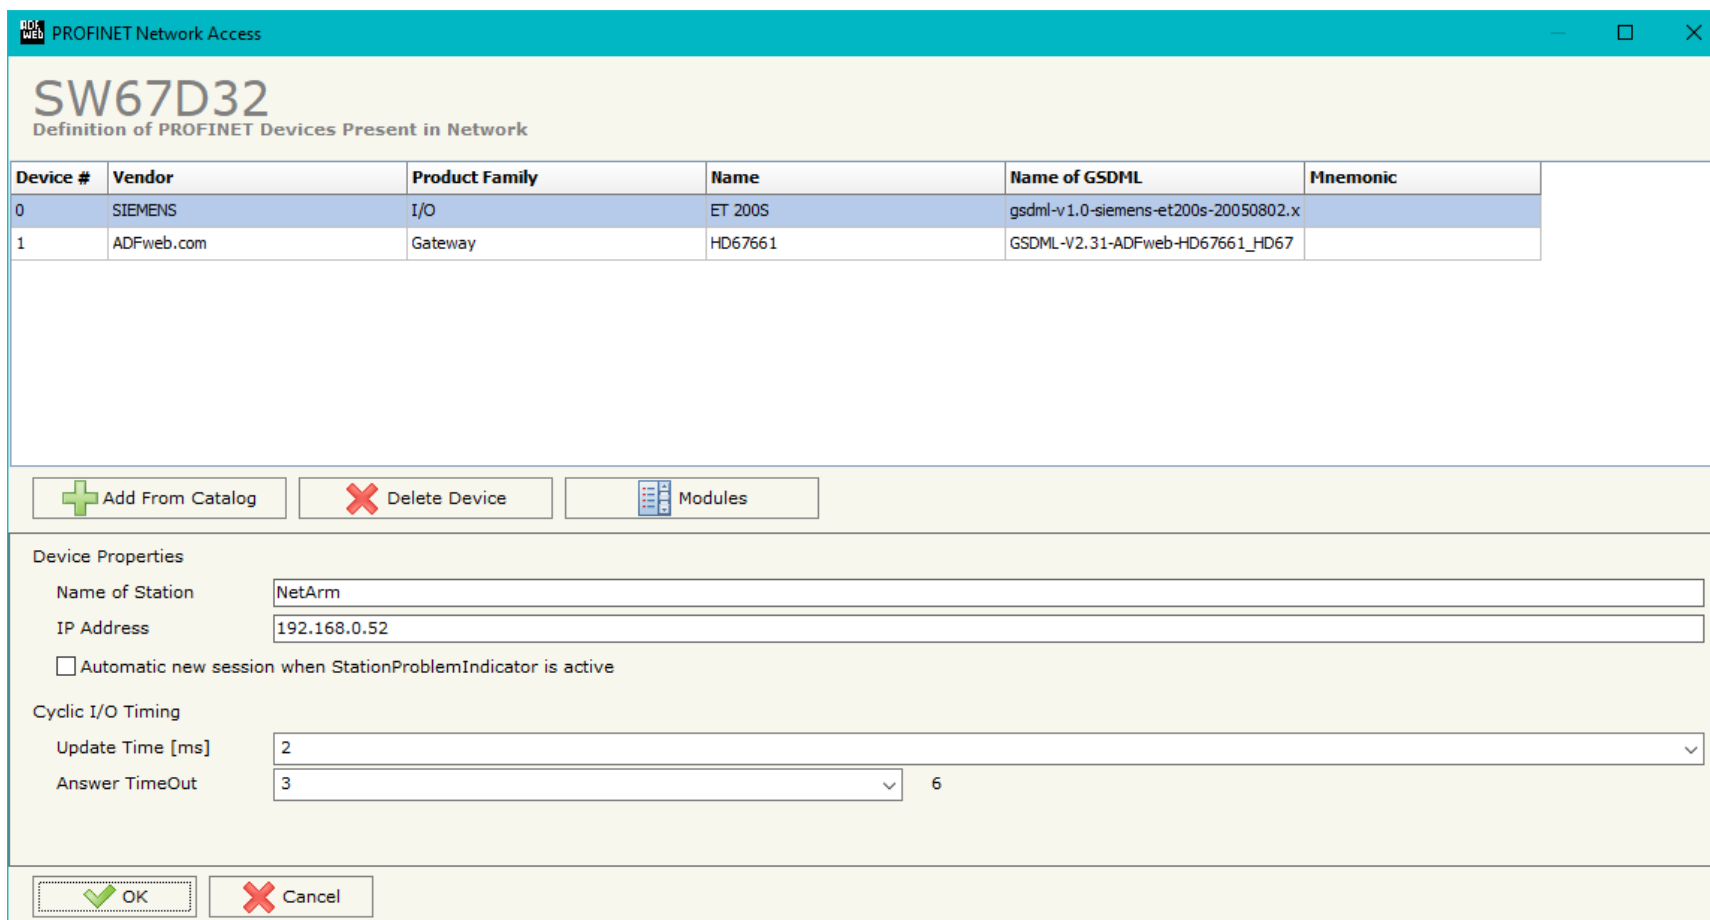 ADF WEB PROFINET Network Access
SW67D32
Definition of PROFINET Devices Present in Network
Device # Vendor Product Family Name Name of GSDML Mnemonic
0 SIEMENS I/O ET 200S gsdml-v1.0-siemens-et200s-20050802.x
1 ADFweb.com Gateway HD67661 GSDML-V2.31-ADFweb-HD67661_HD67
Add From Catalog Delete Device Modules
Device Properties
Name of Station NetArm
IP Address 192.168.0.52
Automatic new session when StationProblemIndicator is active
Cyclic I/O Timing
Update Time [ms] 2
Answer TimeOut 3 6
OK Cancel